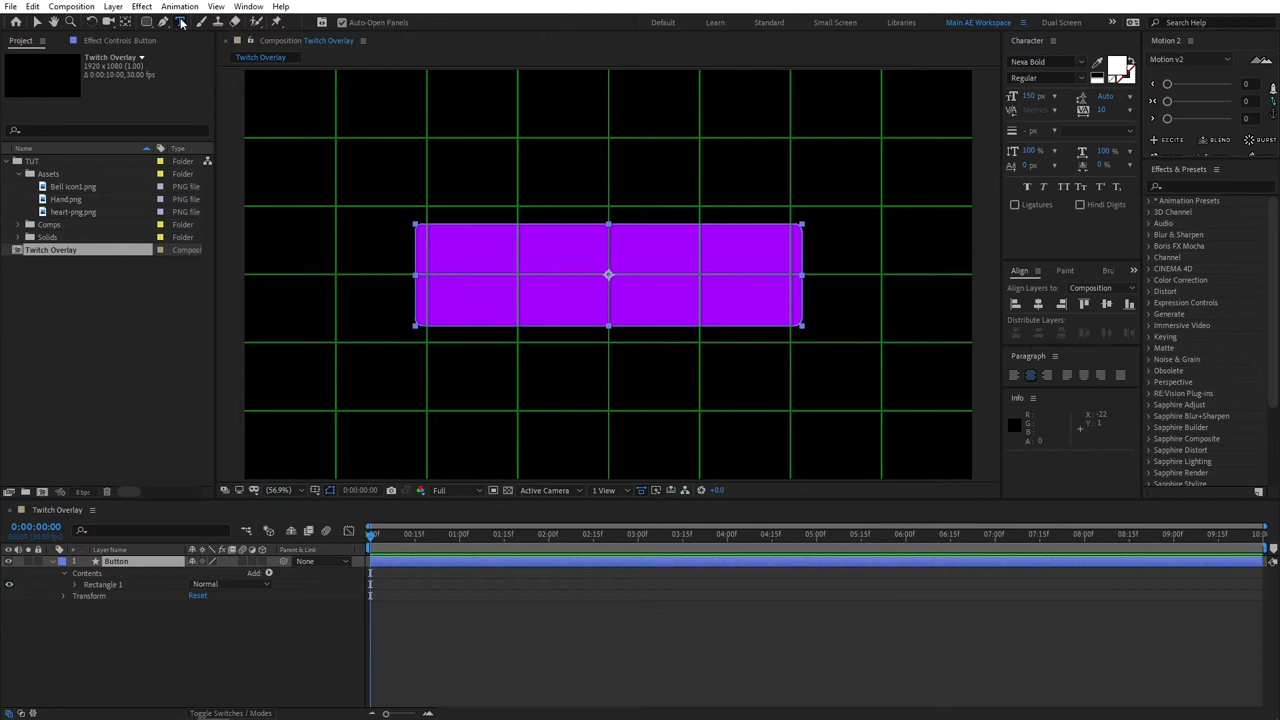 File Edit Composition Layer Effect Animation View Window Help
Auto-Open Panels Default Learn Standard Small Screen Libraries Main AE Workspace Dual Screen Search Help
Project Effect Controls Button
Twitch Overlay
1920 x 1080 (1.00)
Δ 0:00:10:00, 30.00 fps
Name Type
TUT Folder
Assets Folder
Bell icon1.png PNG file
Hand.png PNG file
heart-png.png PNG file
Comps Folder
Solids Folder
Twitch Overlay Composi
8 bpc
Composition Twitch Overlay
Twitch Overlay
(56.9%) 0:00:00:00 Full Active Camera 1 View +0.0
Character
Nexa Bold
Regular
150 px Auto
Metrics 10
- px
100 % 100 %
0 px 0 %
Ligatures Hindi Digits
Align Paint Bru
Align Layers to: Composition
Distribute Layers:
Paragraph
Info
R: X: -22
G: Y: 1
B:
A: 0
Motion 2
Motion v2
0
0
0
EXCITE BLEND BURST
Effects & Presets
* Animation Presets
3D Channel
Audio
Blur & Sharpen
Boris FX Mocha
Channel
CINEMA 4D
Color Correction
Distort
Expression Controls
Generate
Immersive Video
Keying
Matte
Noise & Grain
Obsolete
Perspective
RE:Vision Plug-ins
Sapphire Adjust
Sapphire Blur+Sharpen
Sapphire Builder
Sapphire Composite
Sapphire Distort
Sapphire Lighting
Sapphire Render
Sapphire Stylize
Twitch Overlay
0:00:00:00
00000 (30.00 fps)
00:15f 01:00f 01:15f 02:00f 02:15f 03:00f 03:15f 04:00f 04:15f 05:00f 05:15f 06:00f 06:15f 07:00f 07:15f 08:00f 08:15f 09:00f 09:15f 10:0
# Layer Name Parent & Link
1 Button None
Contents Add:
Rectangle 1 Normal
Transform Reset
Toggle Switches / Modes